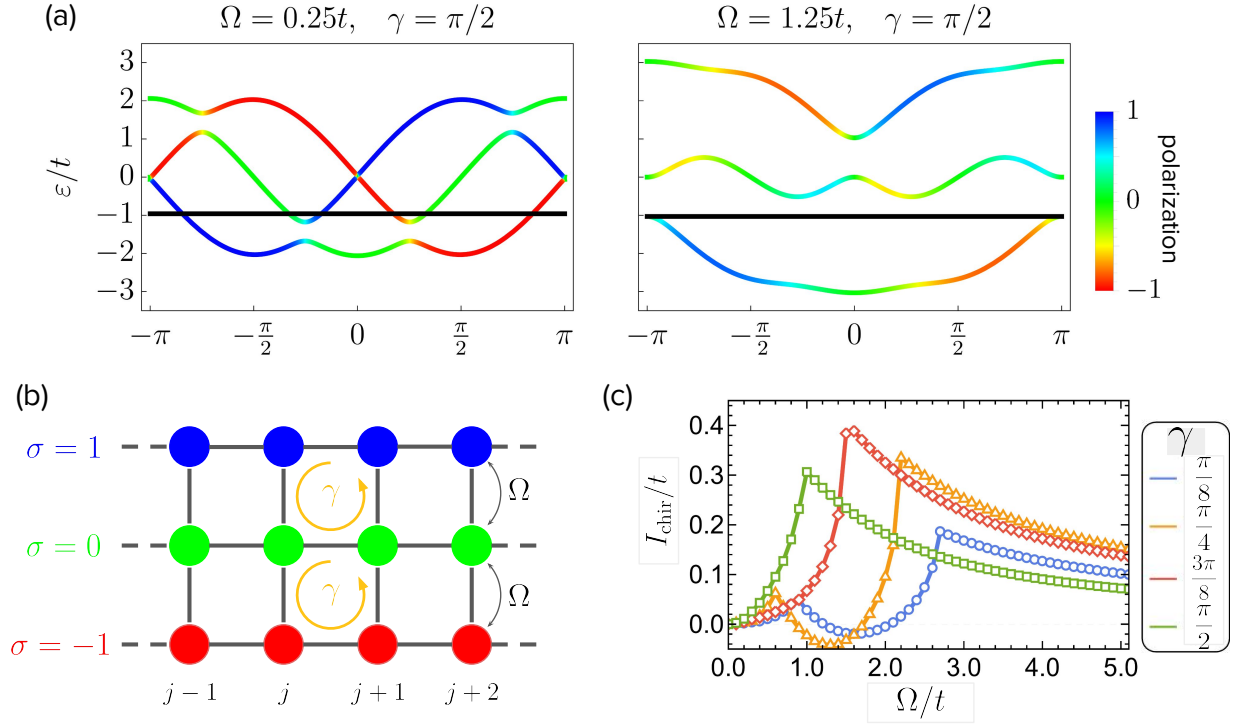 (a)
Ω = 0.25t, γ = π/2
Ω = 1.25t, γ = π/2
ε/t
3
2
1
0
−1
−2
−3
−π
−π/2
0
π/2
π
−π
−π/2
0
π/2
π
1
0
−1
polarization
(b)
σ = 1
σ = 0
σ = −1
γ
γ
Ω
Ω
j − 1
j
j + 1
j + 2
(c)
I_chir/t
0.4
0.3
0.2
0.1
0.0
0.0
1.0
2.0
3.0
4.0
5.0
Ω/t
γ
π/8
π/4
3π/8
π/2